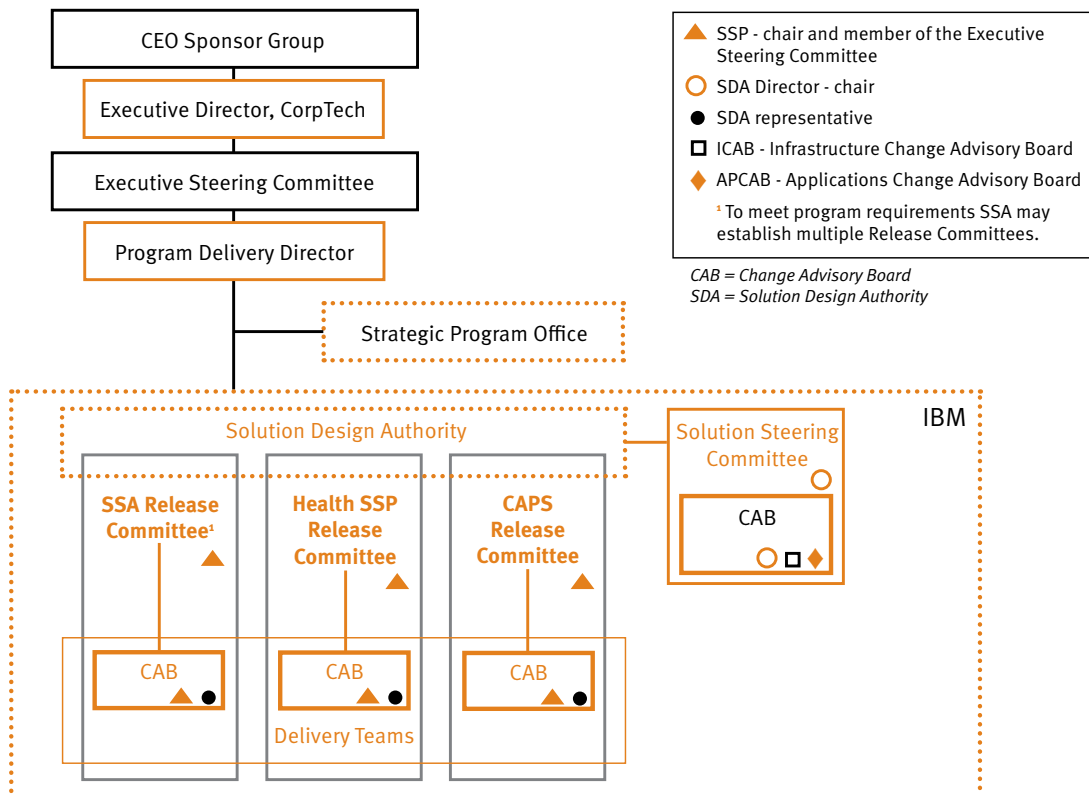 CEO Sponsor Group
Executive Director, CorpTech
Executive Steering Committee
Program Delivery Director
Strategic Program Office
SSP - chair and member of the Executive
Steering Committee
SDA Director - chair
SDA representative
ICAB - Infrastructure Change Advisory Board
APCAB - Applications Change Advisory Board
¹ To meet program requirements SSA may
establish multiple Release Committees.
CAB = Change Advisory Board
SDA = Solution Design Authority
IBM
Solution Design Authority
Solution Steering
Committee
CAB
SSA Release
Committee¹
Health SSP
Release
Committee
CAPS
Release
Committee
CAB
CAB
CAB
Delivery Teams